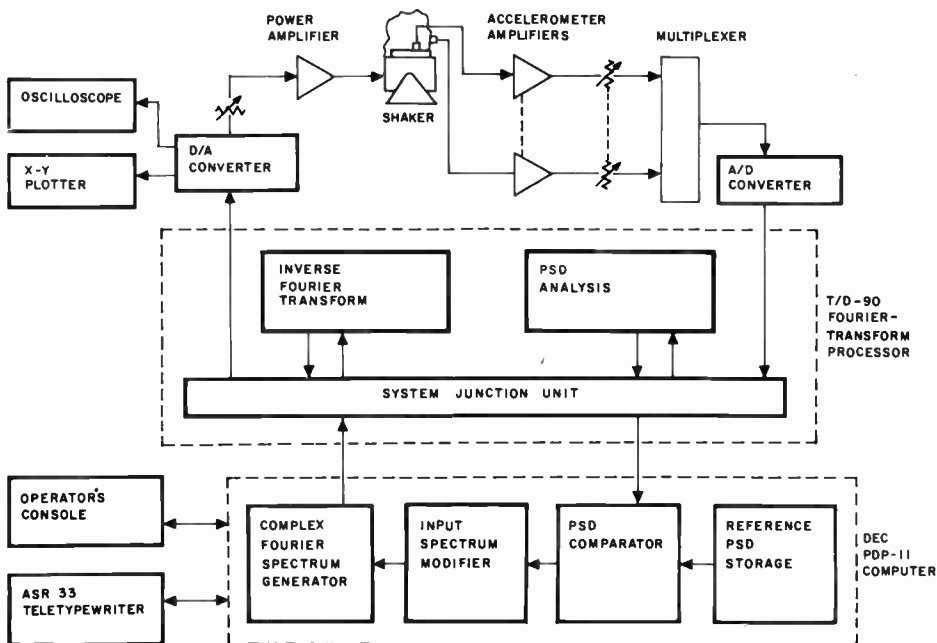 POWER
AMPLIFIER
ACCELEROMETER
AMPLIFIERS
MULTIPLEXER
OSCILLOSCOPE
SHAKER
D/A
CONVERTER
X-Y
PLOTTER
A/D
CONVERTER
INVERSE
FOURIER
TRANSFORM
PSD
ANALYSIS
T/D-90
FOURIER-
TRANSFORM
PROCESSOR
SYSTEM JUNCTION UNIT
OPERATOR'S
CONSOLE
COMPLEX
FOURIER
SPECTRUM
GENERATOR
INPUT
SPECTRUM
MODIFIER
PSD
COMPARATOR
REFERENCE
PSD
STORAGE
DEC
PDP-11
COMPUTER
ASR 33
TELETYPEWRITER